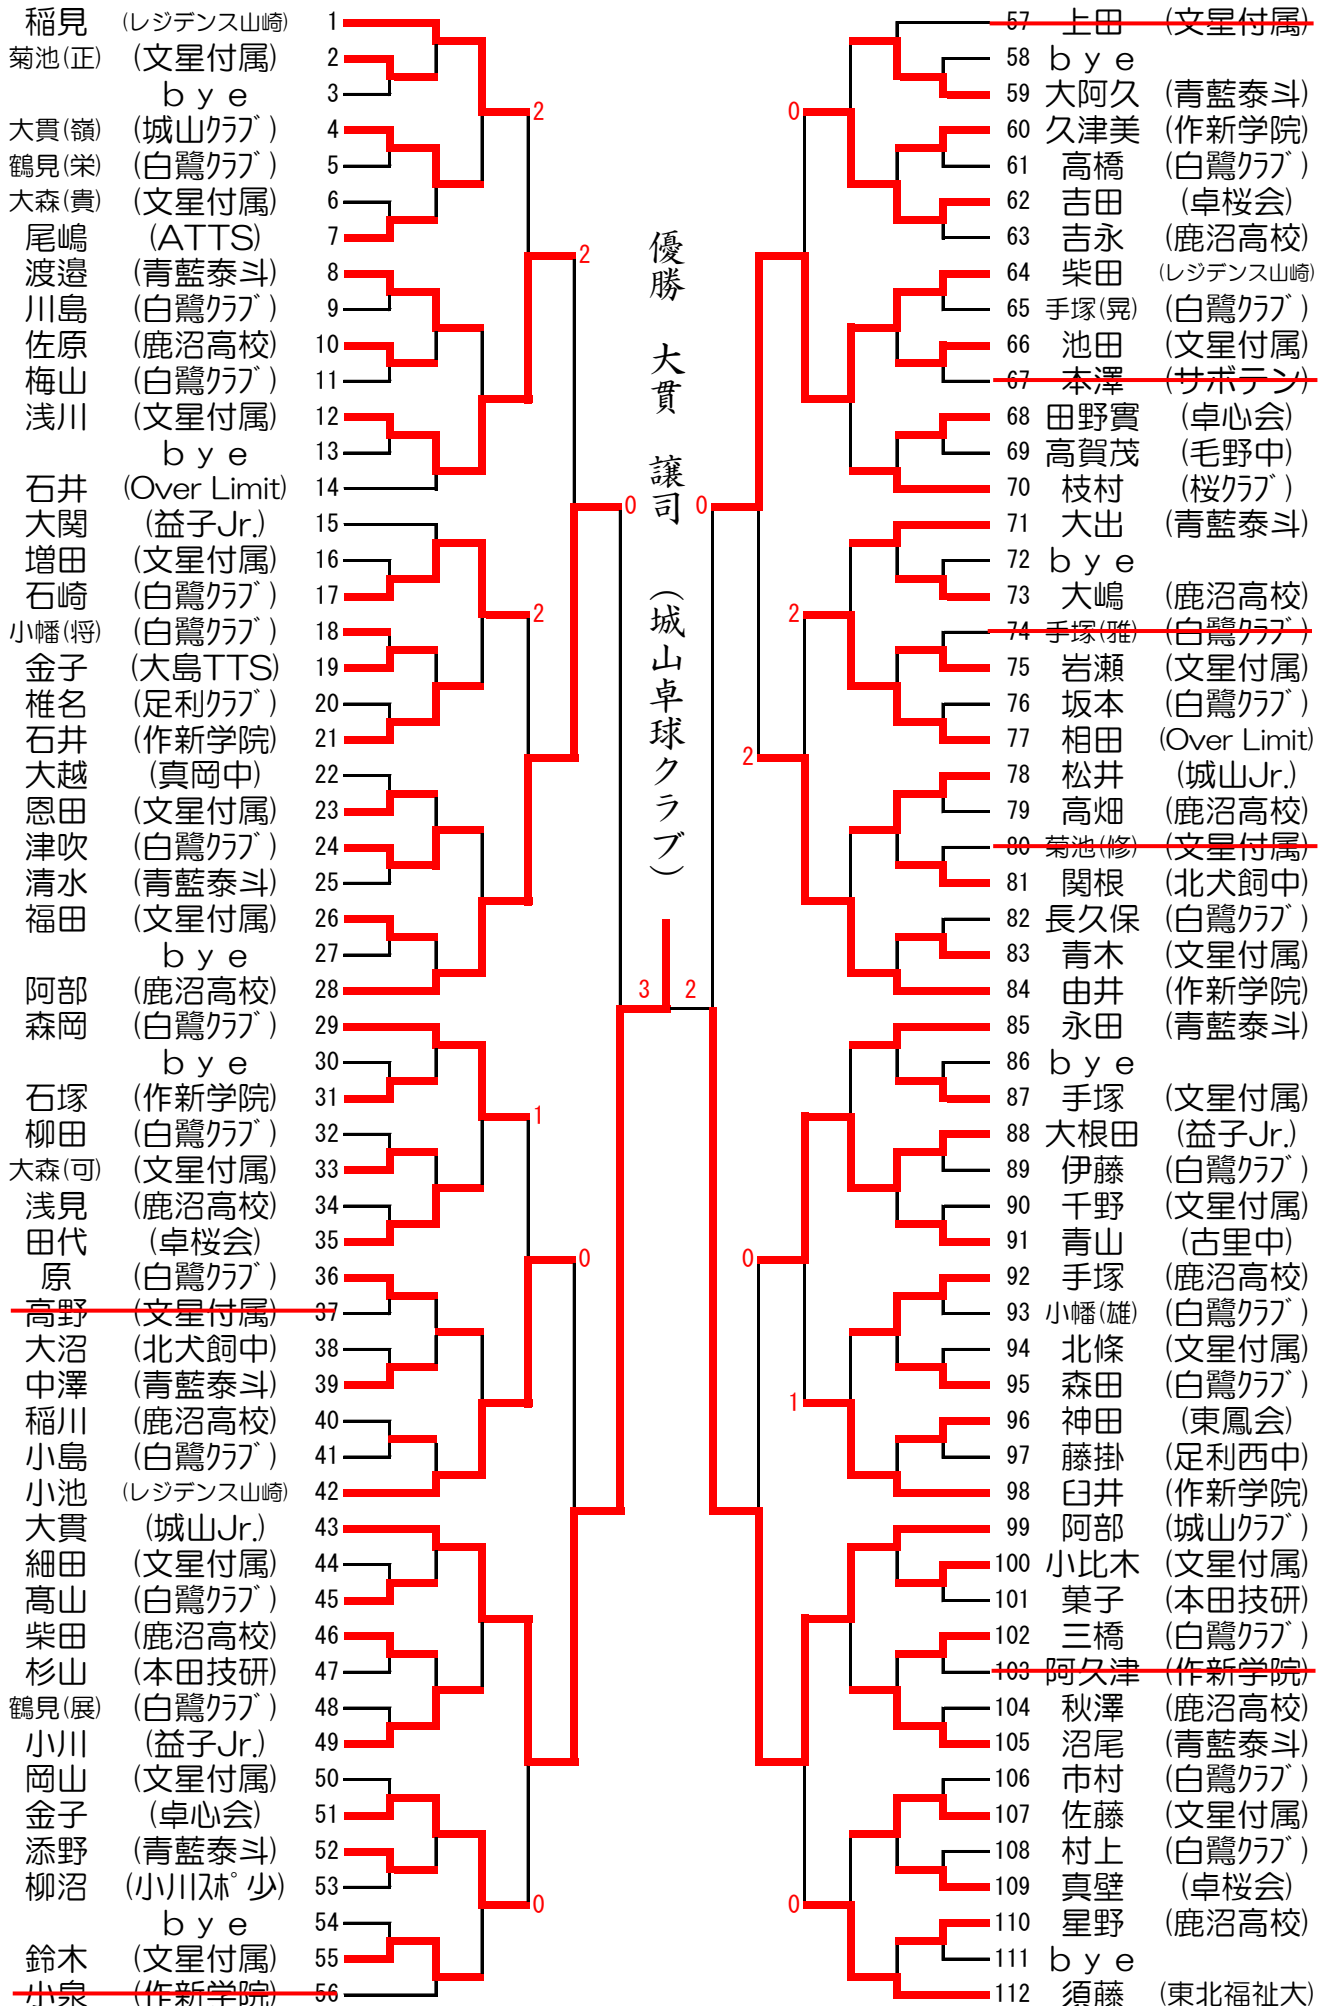 稲見 (レジデンス山崎) 1
菊池(正) (文星付属) 2
ｂｙｅ 3
大貫(嶺) (城山ｸﾗﾌﾞ) 4
鶴見(栄) (白鷺ｸﾗﾌﾞ) 5
大森(貴) (文星付属) 6
尾嶋 (ATTS) 7
渡邉 (青藍泰斗) 8
川島 (白鷺ｸﾗﾌﾞ) 9
佐原 (鹿沼高校) 10
梅山 (白鷺ｸﾗﾌﾞ) 11
浅川 (文星付属) 12
ｂｙｅ 13
石井 (Over Limit) 14
大関 (益子Jr.) 15
増田 (文星付属) 16
石崎 (白鷺ｸﾗﾌﾞ) 17
小幡(将) (白鷺ｸﾗﾌﾞ) 18
金子 (大島TTS) 19
椎名 (足利ｸﾗﾌﾞ) 20
石井 (作新学院) 21
大越 (真岡中) 22
恩田 (文星付属) 23
津吹 (白鷺ｸﾗﾌﾞ) 24
清水 (青藍泰斗) 25
福田 (文星付属) 26
ｂｙｅ 27
阿部 (鹿沼高校) 28
森岡 (白鷺ｸﾗﾌﾞ) 29
ｂｙｅ 30
石塚 (作新学院) 31
柳田 (白鷺ｸﾗﾌﾞ) 32
大森(可) (文星付属) 33
浅見 (鹿沼高校) 34
田代 (卓桜会) 35
原 (白鷺ｸﾗﾌﾞ) 36
高野 (文星付属) 37
大沼 (北犬飼中) 38
中澤 (青藍泰斗) 39
稲川 (鹿沼高校) 40
小島 (白鷺ｸﾗﾌﾞ) 41
小池 (レジデンス山崎) 42
大貫 (城山Jr.) 43
細田 (文星付属) 44
髙山 (白鷺ｸﾗﾌﾞ) 45
柴田 (鹿沼高校) 46
杉山 (本田技研) 47
鶴見(展) (白鷺ｸﾗﾌﾞ) 48
小川 (益子Jr.) 49
岡山 (文星付属) 50
金子 (卓心会) 51
添野 (青藍泰斗) 52
柳沼 (小川ｽﾎﾟ少) 53
ｂｙｅ 54
鈴木 (文星付属) 55
小泉 (作新学院) 56
2
2
2
0
1
0
0
優勝 大貫 譲司 （城山卓球クラブ）
3 2
0
0
2
2
0
1
0
0
57 上田 (文星付属)
58 ｂｙｅ
59 大阿久 (青藍泰斗)
60 久津美 (作新学院)
61 高橋 (白鷺ｸﾗﾌﾞ)
62 吉田 (卓桜会)
63 吉永 (鹿沼高校)
64 柴田 (レジデンス山崎)
65 手塚(晃) (白鷺ｸﾗﾌﾞ)
66 池田 (文星付属)
67 本澤 (サボテン)
68 田野實 (卓心会)
69 高賀茂 (毛野中)
70 枝村 (桜ｸﾗﾌﾞ)
71 大出 (青藍泰斗)
72 ｂｙｅ
73 大嶋 (鹿沼高校)
74 手塚(雅) (白鷺ｸﾗﾌﾞ)
75 岩瀬 (文星付属)
76 坂本 (白鷺ｸﾗﾌﾞ)
77 相田 (Over Limit)
78 松井 (城山Jr.)
79 高畑 (鹿沼高校)
80 菊池(修) (文星付属)
81 関根 (北犬飼中)
82 長久保 (白鷺ｸﾗﾌﾞ)
83 青木 (文星付属)
84 由井 (作新学院)
85 永田 (青藍泰斗)
86 ｂｙｅ
87 手塚 (文星付属)
88 大根田 (益子Jr.)
89 伊藤 (白鷺ｸﾗﾌﾞ)
90 千野 (文星付属)
91 青山 (古里中)
92 手塚 (鹿沼高校)
93 小幡(雄) (白鷺ｸﾗﾌﾞ)
94 北條 (文星付属)
95 森田 (白鷺ｸﾗﾌﾞ)
96 神田 (東鳳会)
97 藤掛 (足利西中)
98 臼井 (作新学院)
99 阿部 (城山ｸﾗﾌﾞ)
100 小比木 (文星付属)
101 菓子 (本田技研)
102 三橋 (白鷺ｸﾗﾌﾞ)
103 阿久津 (作新学院)
104 秋澤 (鹿沼高校)
105 沼尾 (青藍泰斗)
106 市村 (白鷺ｸﾗﾌﾞ)
107 佐藤 (文星付属)
108 村上 (白鷺ｸﾗﾌﾞ)
109 真壁 (卓桜会)
110 星野 (鹿沼高校)
111 ｂｙｅ
112 須藤 (東北福祉大)